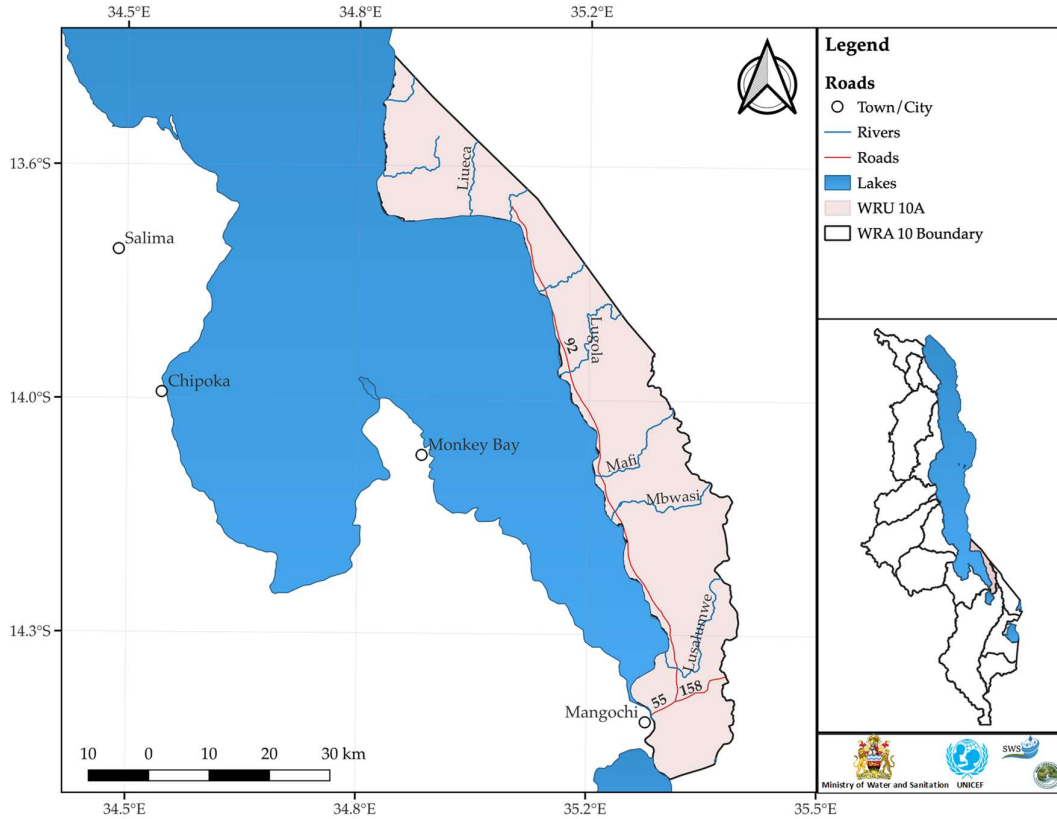 34.5°E
34.8°E
35.2°E
Legend
Roads
Town/City
Rivers
Roads
Lakes
WRU 10A
WRA 10 Boundary
13.6°S
Liueca
Salima
Lugola
92
14.0°S
Chipoka
Monkey Bay
Mafi
Mbwasi
14.3°S
Lusalumwe
55
158
Mangochi
10
0
10
20
30 km
SWS
Ministry of Water and Sanitation
UNICEF
34.5°E
34.8°E
35.2°E
35.5°E